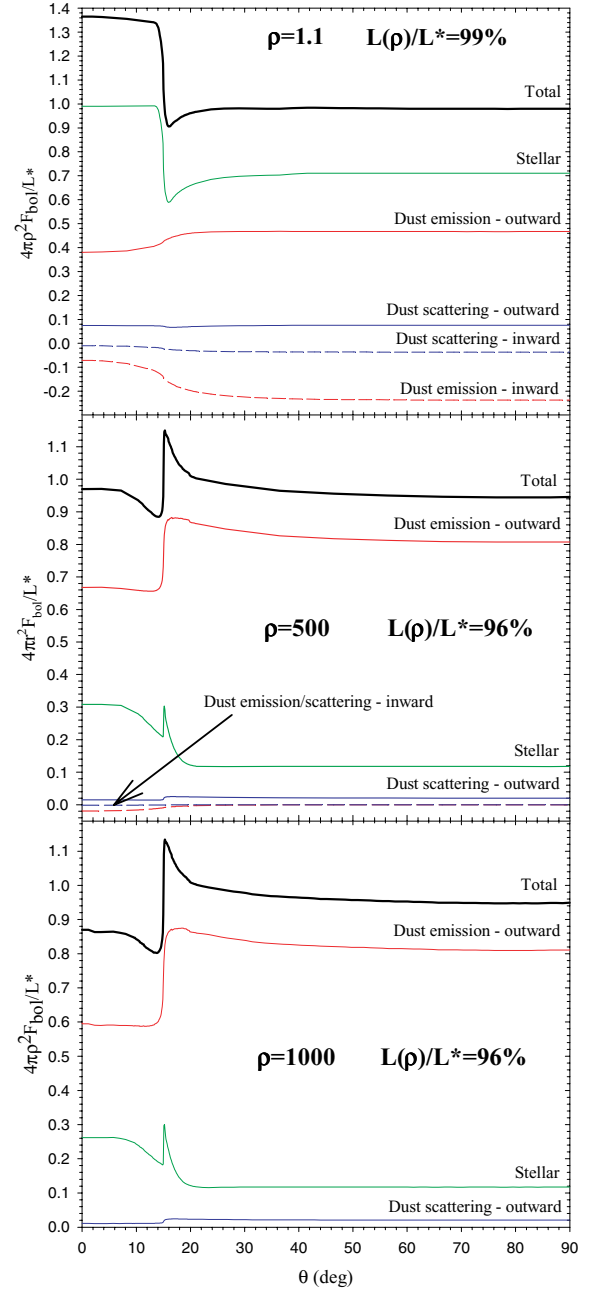 1.4
ρ=1.1 L(ρ)/L*=99%
1.3
1.2
1.1
Total
1.0
0.9
0.8
Stellar
0.7
0.6
Dust emission - outward
0.5
0.4
0.3
0.2
Dust scattering - outward
0.1
Dust scattering - inward
0.0
-0.1
Dust emission - inward
-0.2
4πρ²F_bol/L*
1.1
Total
1.0
0.9
Dust emission - outward
0.8
0.7
0.6
ρ=500 L(ρ)/L*=96%
0.5
0.4
Dust emission/scattering - inward
0.3
0.2
Stellar
0.1
Dust scattering - outward
0.0
4πr²F_bol/L*
1.1
Total
1.0
0.9
Dust emission - outward
0.8
0.7
0.6
0.5
ρ=1000 L(ρ)/L*=96%
0.4
0.3
0.2
Stellar
0.1
Dust scattering - outward
0.0
4πρ²F_bol/L*
0 10 20 30 40 50 60 70 80 90
θ (deg)